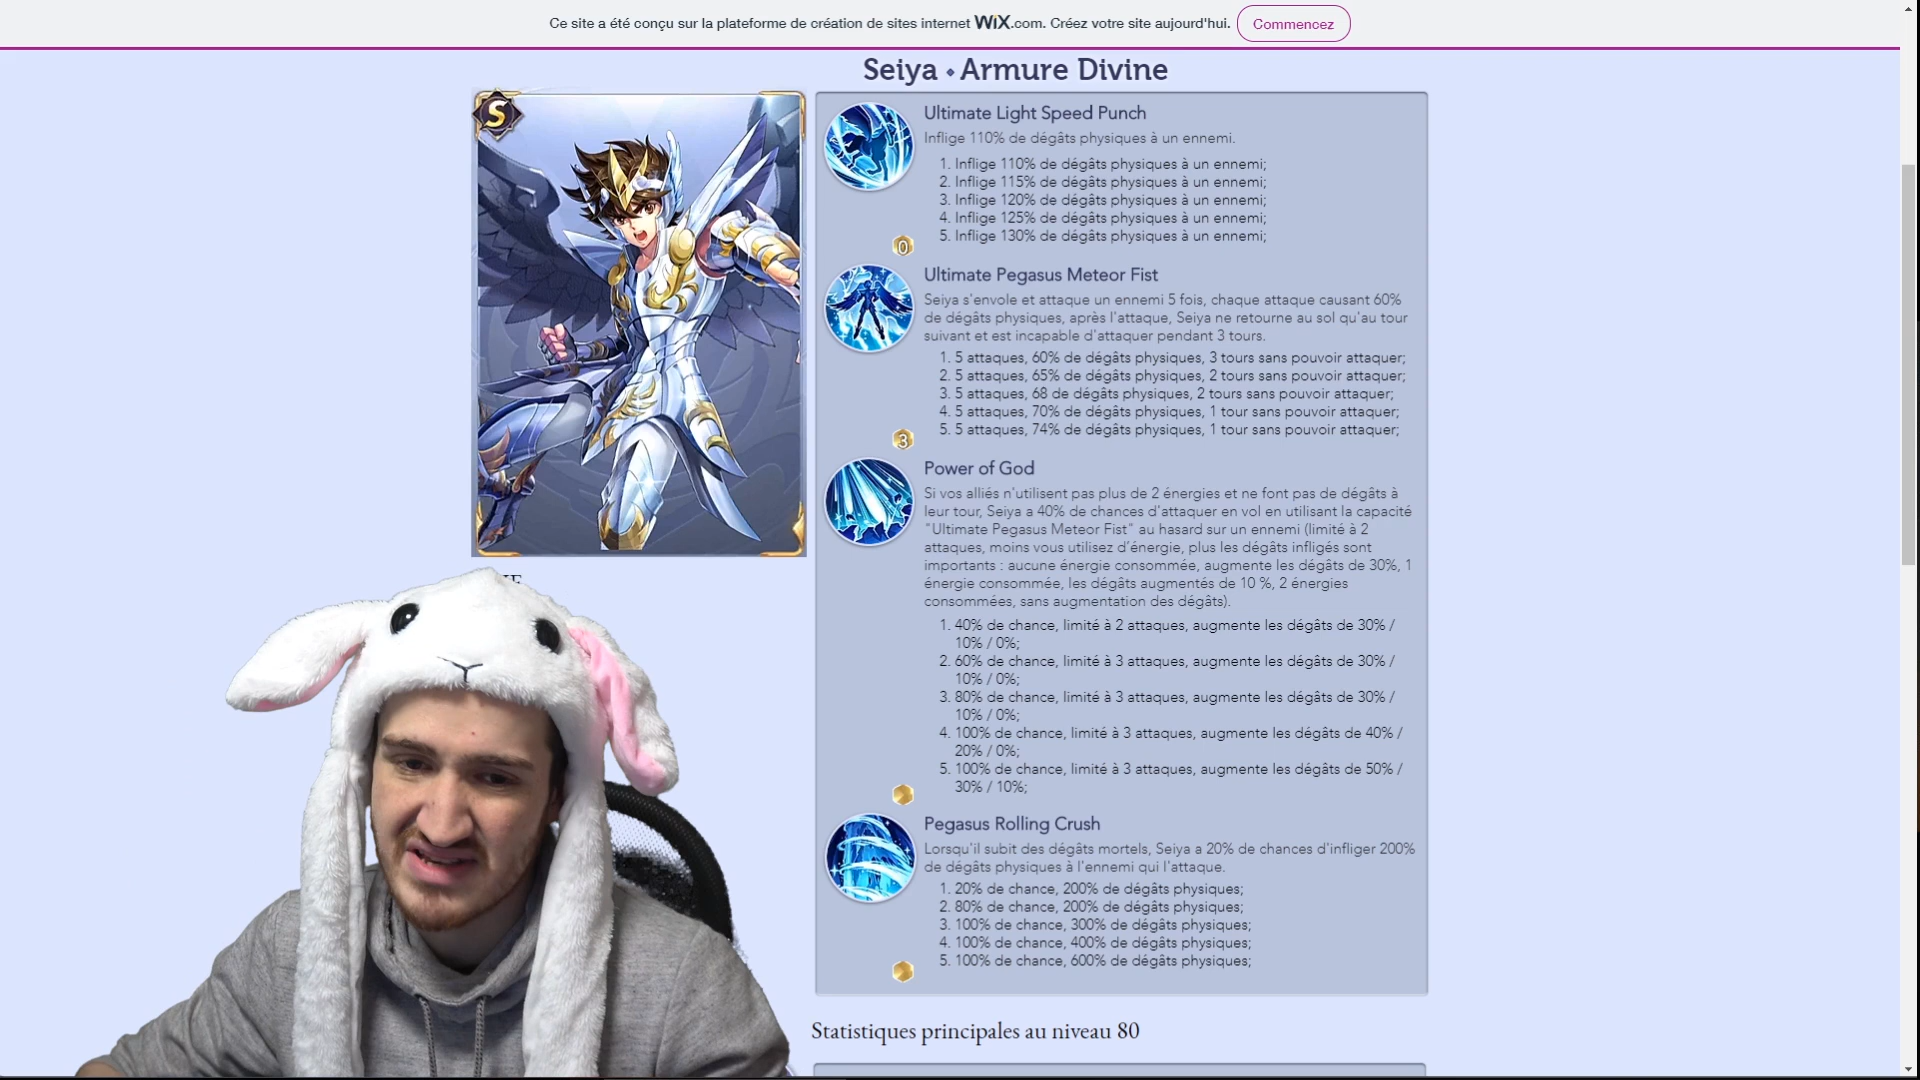 Ce site a été conçu sur la plateforme de création de sites internet WiX.com. Créez votre site aujourd'hui. Commencez
Seiya ⬩ Armure Divine
S
Ultimate Light Speed Punch
Inflige 110% de dégâts physiques à un ennemi.
1. Inflige 110% de dégâts physiques à un ennemi;
2. Inflige 115% de dégâts physiques à un ennemi;
3. Inflige 120% de dégâts physiques à un ennemi;
4. Inflige 125% de dégâts physiques à un ennemi;
5. Inflige 130% de dégâts physiques à un ennemi;
0
Ultimate Pegasus Meteor Fist
Seiya s'envole et attaque un ennemi 5 fois, chaque attaque causant 60%
de dégâts physiques, après l'attaque, Seiya ne retourne au sol qu'au tour
suivant et est incapable d'attaquer pendant 3 tours.
1. 5 attaques, 60% de dégâts physiques, 3 tours sans pouvoir attaquer;
2. 5 attaques, 65% de dégâts physiques, 2 tours sans pouvoir attaquer;
3. 5 attaques, 68 de dégâts physiques, 2 tours sans pouvoir attaquer;
4. 5 attaques, 70% de dégâts physiques, 1 tour sans pouvoir attaquer;
5. 5 attaques, 74% de dégâts physiques, 1 tour sans pouvoir attaquer;
3
Power of God
Si vos alliés n'utilisent pas plus de 2 énergies et ne font pas de dégâts à
leur tour, Seiya a 40% de chances d'attaquer en vol en utilisant la capacité
"Ultimate Pegasus Meteor Fist" au hasard sur un ennemi (limité à 2
attaques, moins vous utilisez d'énergie, plus les dégâts infligés sont
importants : aucune énergie consommée, augmente les dégâts de 30%, 1
énergie consommée, les dégâts augmentés de 10 %, 2 énergies
consommées, sans augmentation des dégâts).
1. 40% de chance, limité à 2 attaques, augmente les dégâts de 30% /
10% / 0%;
2. 60% de chance, limité à 3 attaques, augmente les dégâts de 30% /
10% / 0%;
3. 80% de chance, limité à 3 attaques, augmente les dégâts de 30% /
10% / 0%;
4. 100% de chance, limité à 3 attaques, augmente les dégâts de 40% /
20% / 0%;
5. 100% de chance, limité à 3 attaques, augmente les dégâts de 50% /
30% / 10%;
Pegasus Rolling Crush
Lorsqu'il subit des dégâts mortels, Seiya a 20% de chances d'infliger 200%
de dégâts physiques à l'ennemi qui l'attaque.
1. 20% de chance, 200% de dégâts physiques;
2. 80% de chance, 200% de dégâts physiques;
3. 100% de chance, 300% de dégâts physiques;
4. 100% de chance, 400% de dégâts physiques;
5. 100% de chance, 600% de dégâts physiques;
Statistiques principales au niveau 80